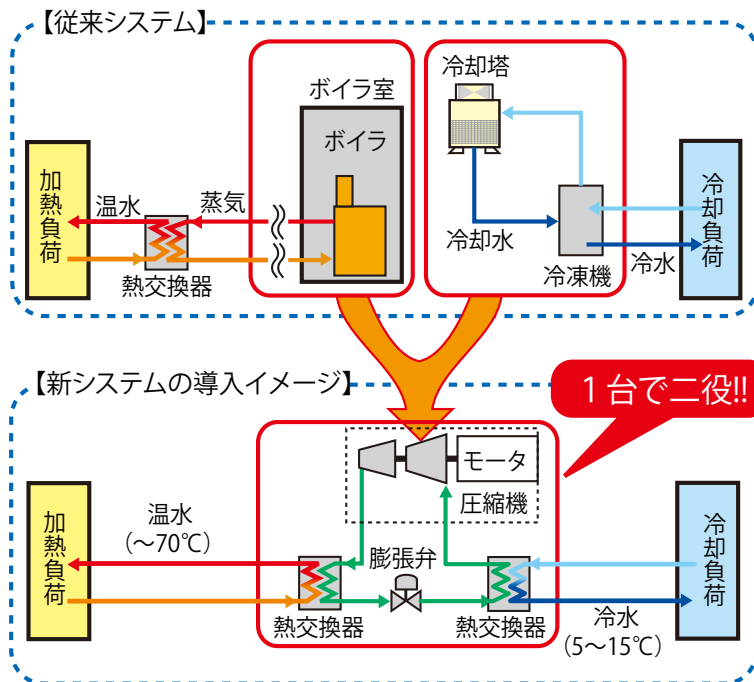 【従来システム】
ボイラ室
ボイラ
加熱負荷
温水
蒸気
熱交換器
冷却塔
冷却水
冷凍機
冷水
冷却負荷
【新システムの導入イメージ】
1台で二役!!
モータ
圧縮機
加熱負荷
温水
（～70℃）
膨張弁
熱交換器
熱交換器
冷水
（5～15℃）
冷却負荷